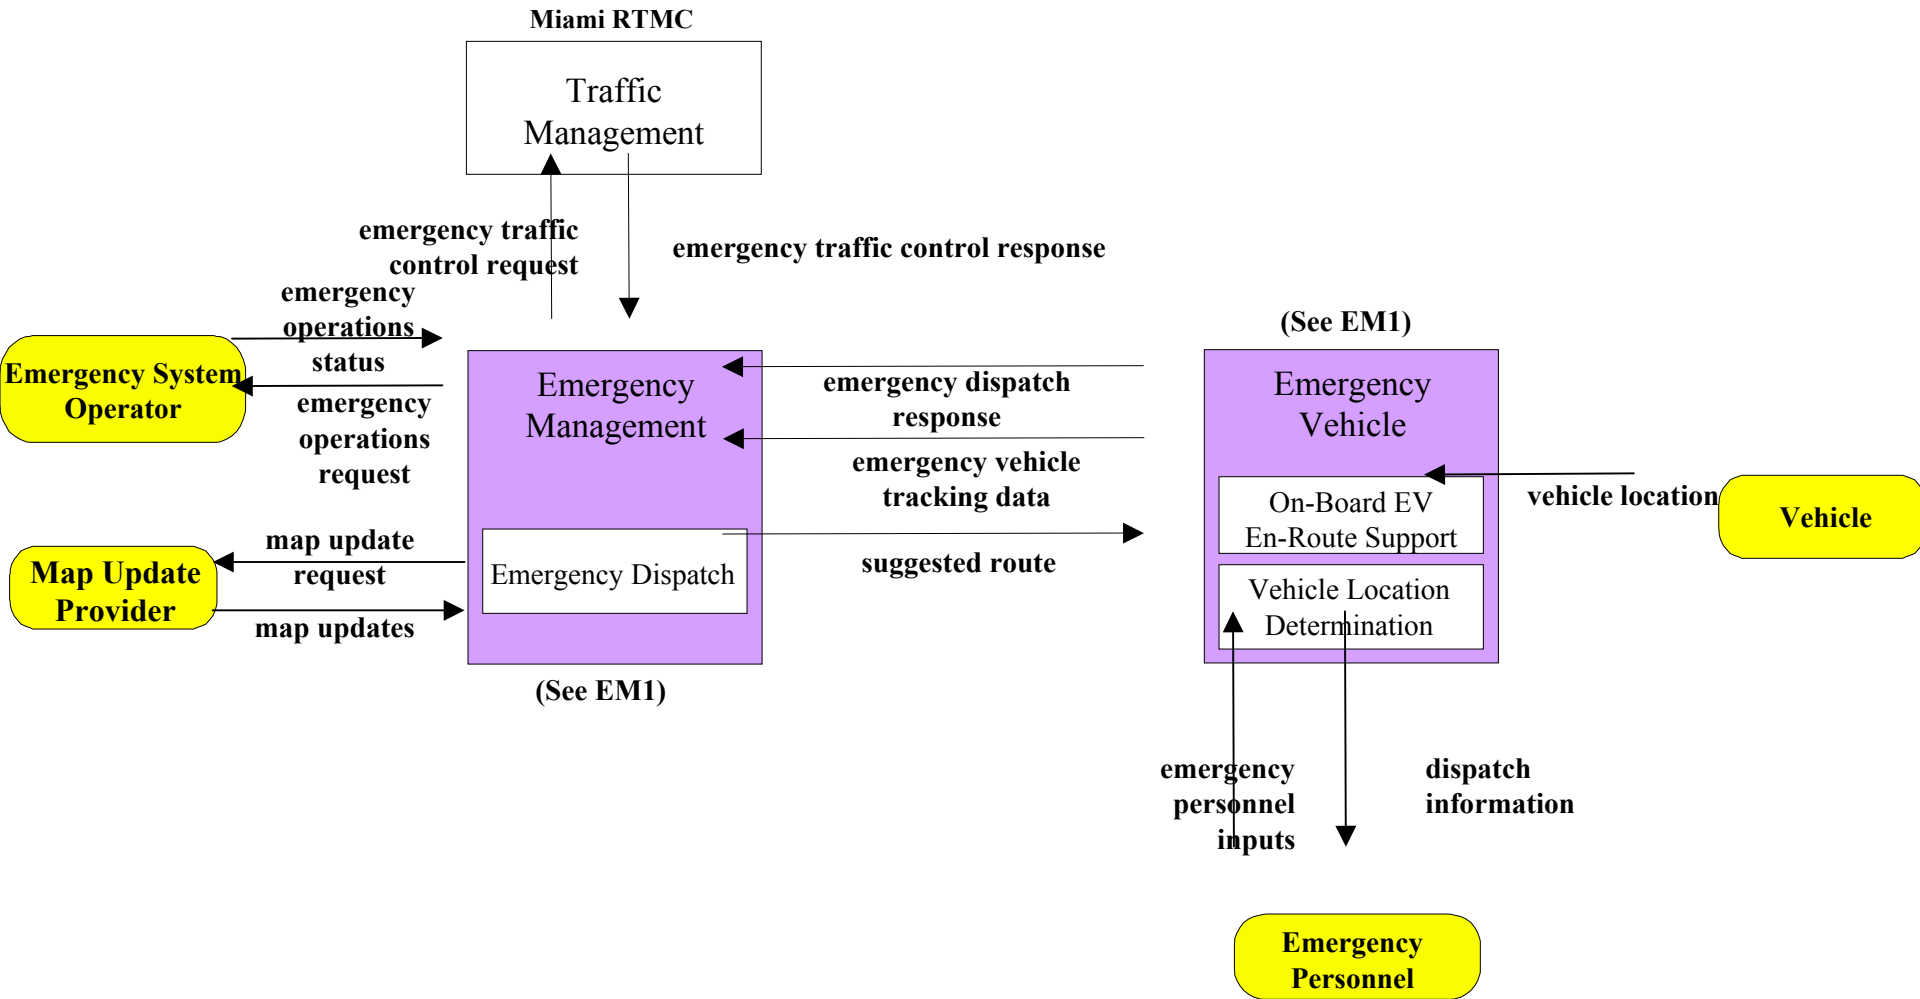 Miami RTMC
Traffic
Management
emergency traffic
control request
emergency traffic control response
emergency
operations
status
Emergency System
Operator
emergency
operations
request
Emergency
Management
emergency dispatch
response
emergency vehicle
tracking data
(See EM1)
Emergency
Vehicle
On-Board EV
En-Route Support
vehicle location
Vehicle
map update
request
Map Update
Provider
map updates
Emergency Dispatch
suggested route
Vehicle Location
Determination
(See EM1)
emergency
personnel
inputs
dispatch
information
Emergency
Personnel